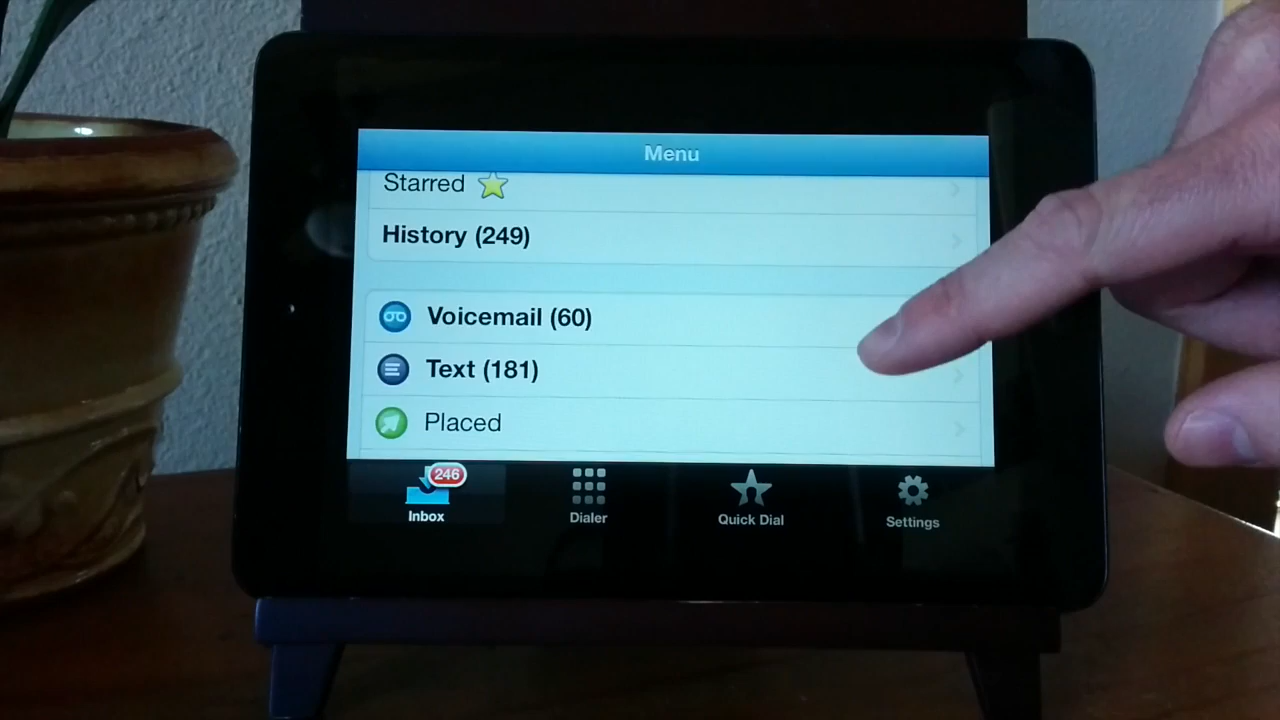 Menu
Starred
History (249)
Voicemail (60)
Text (181)
Placed
246
Inbox
Dialer
Quick Dial
Settings